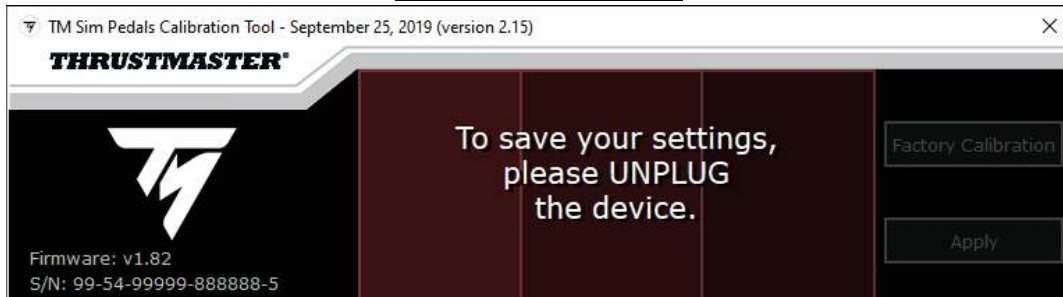 TM Sim Pedals Calibration Tool - September 25, 2019 (version 2.15)
THRUSTMASTER®
To save your settings,
please UNPLUG
the device.
Factory Calibration
Apply
Firmware: v1.82
S/N: 99-54-99999-888888-5